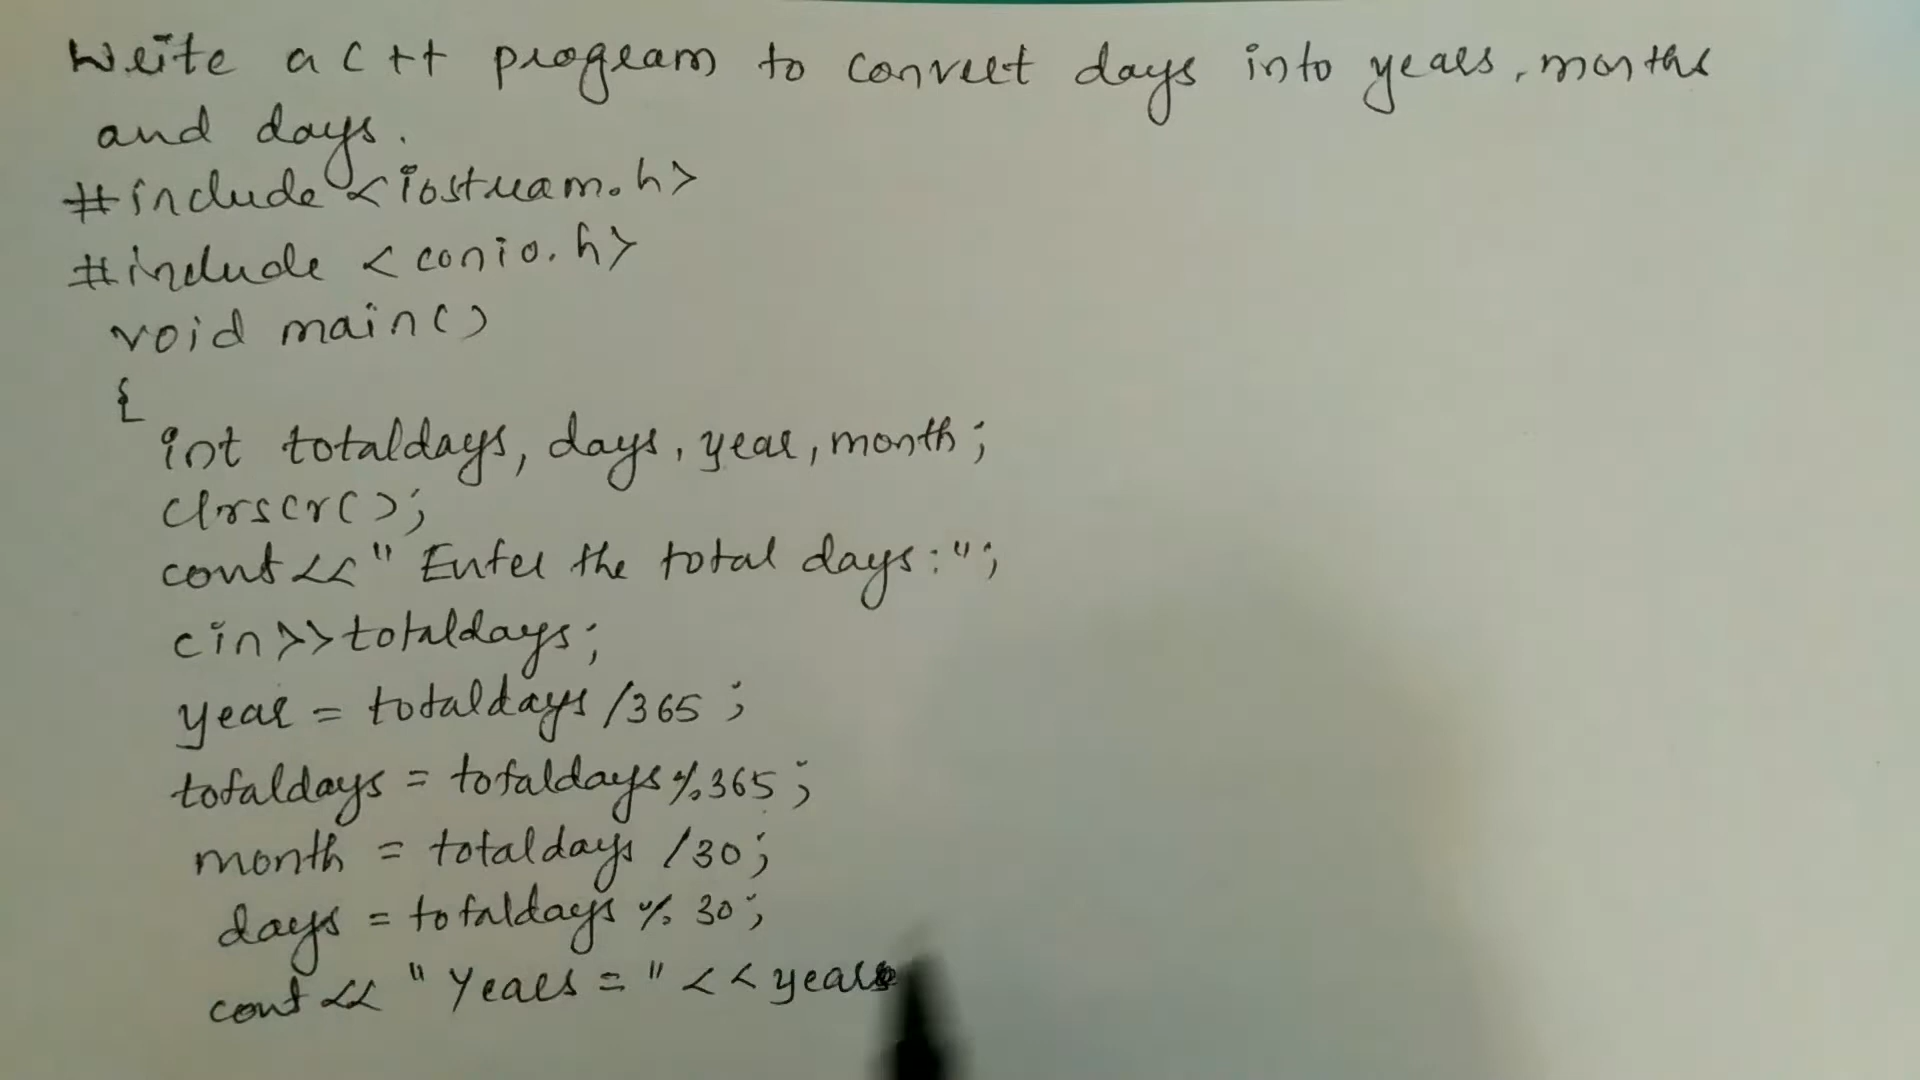 Write a C++ program to convert days into years, months
and days.
#include <iostream.h>
#include <conio.h>
void main()
{
int totaldays, days, year, month;
clrscr();
cout<<" Enter the total days:";
cin>>totaldays;
year = totaldays /365 ;
totaldays = totaldays%365;
month = totaldays /30;
days = totaldays % 30;
cout<< "Years =" <<year